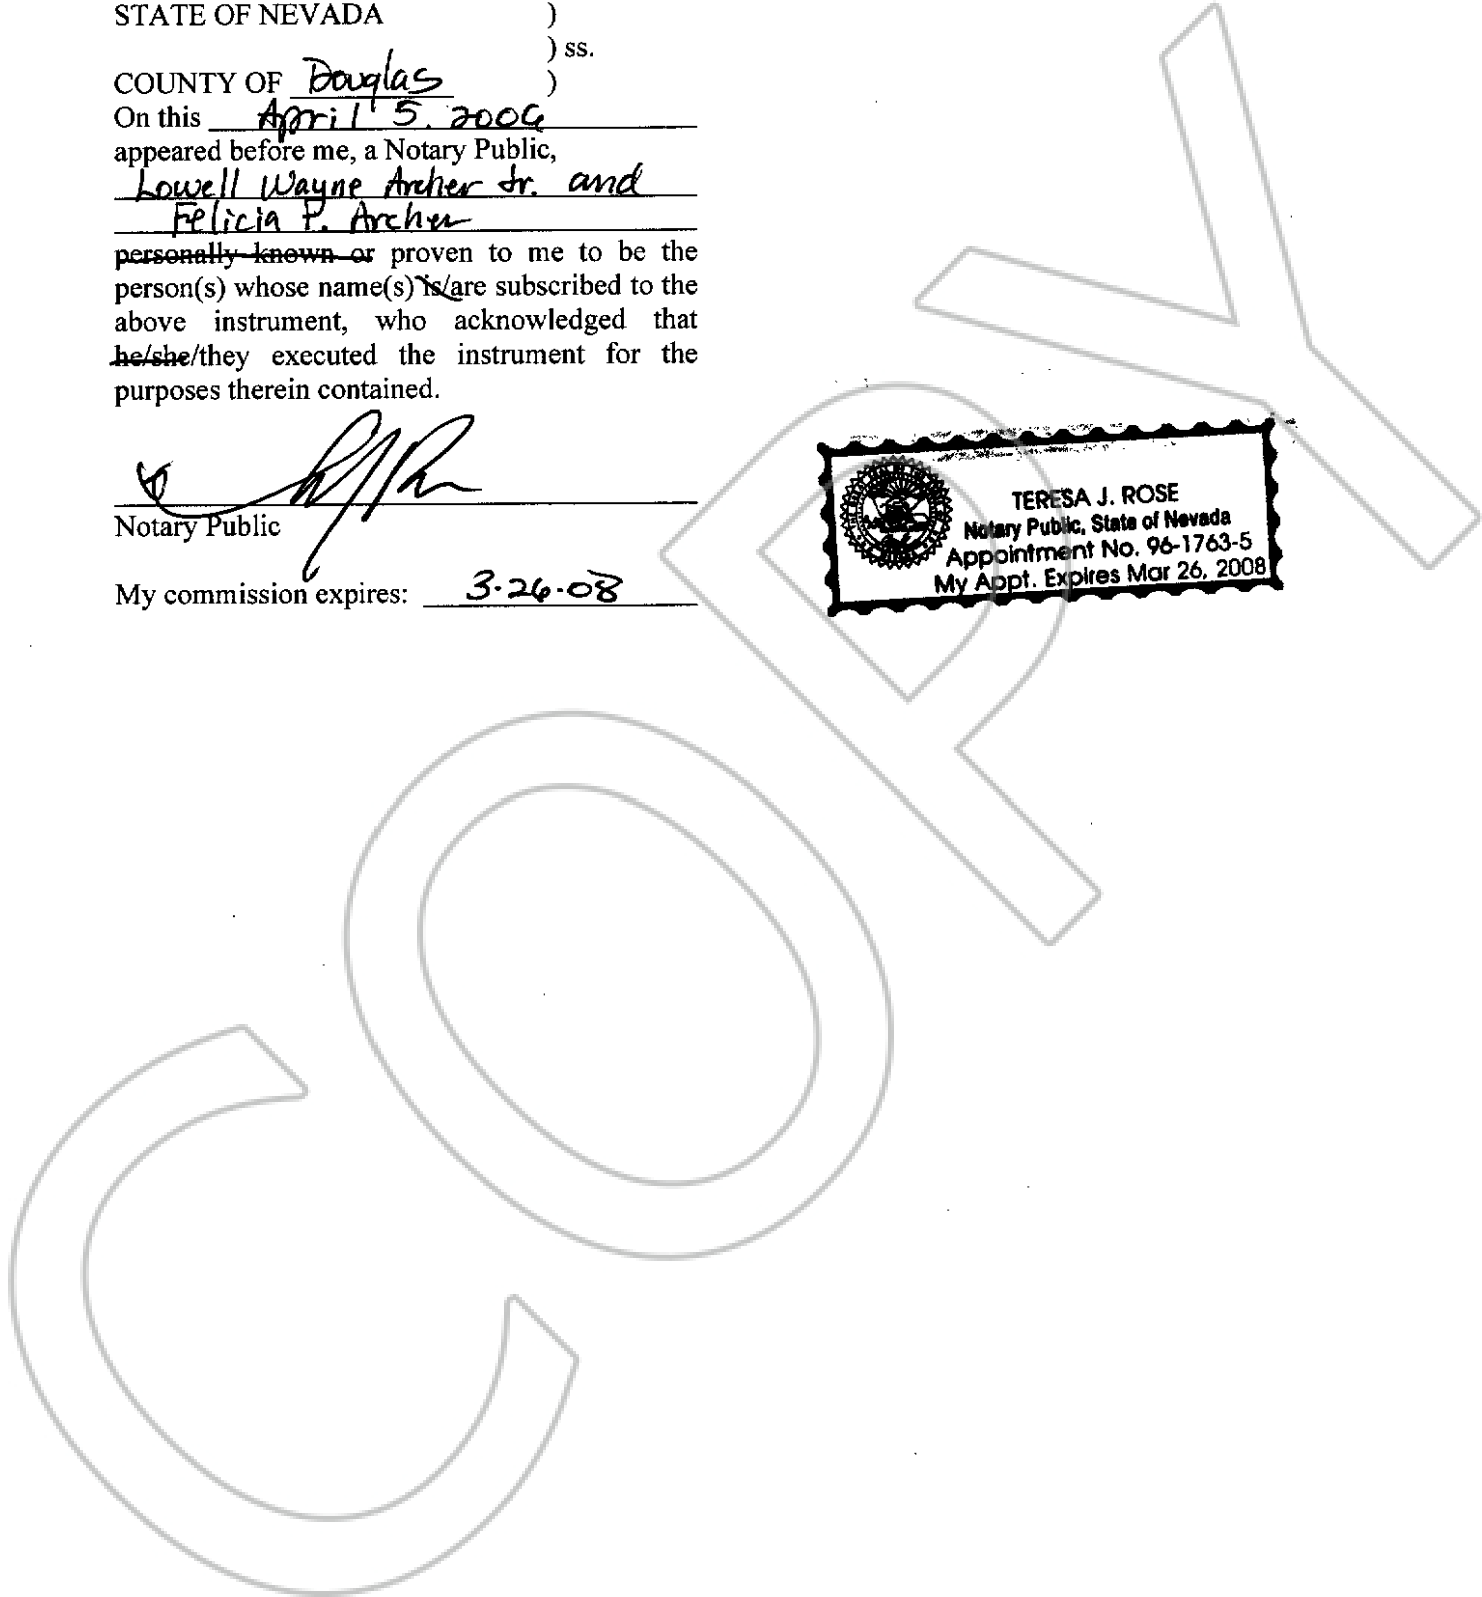 STATE OF NEVADA )
) ss.
COUNTY OF Douglas )
On this April 5, 2006
appeared before me, a Notary Public,
Lowell Wayne Archer Jr. and
Felicia P. Archer
personally known or proven to me to be the
person(s) whose name(s) is/are subscribed to the
above instrument, who acknowledged that
he/she/they executed the instrument for the
purposes therein contained.
Notary Public
My commission expires: 3-26-08
TERESA J. ROSE
Notary Public, State of Nevada
Appointment No. 96-1763-5
My Appt. Expires Mar 26, 2008
COPY